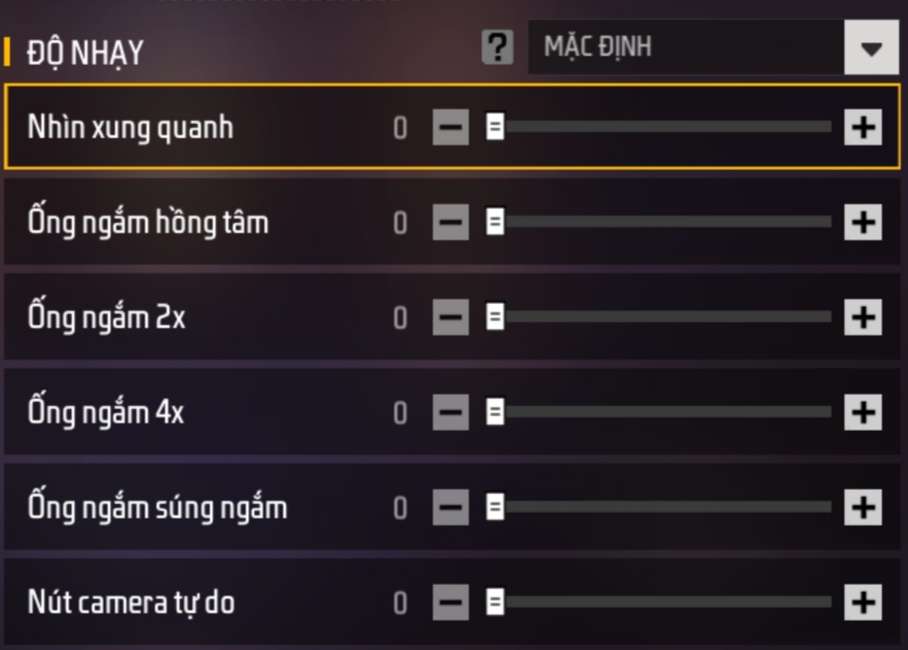 ĐỘ NHẠY ? MẶC ĐỊNH
Nhìn xung quanh 0
Ống ngắm hồng tâm 0
Ống ngắm 2x 0
Ống ngắm 4x 0
Ống ngắm súng ngắm 0
Nút camera tự do 0